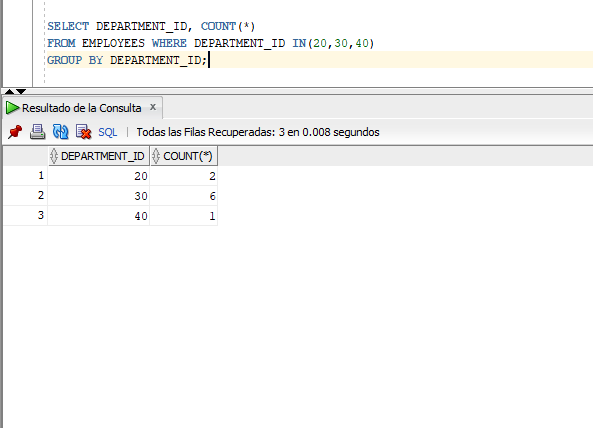 SELECT DEPARTMENT_ID, COUNT(*)
FROM EMPLOYEES WHERE DEPARTMENT_ID IN(20,30,40)
GROUP BY DEPARTMENT_ID;
Resultado de la Consulta x
SQL | Todas las Filas Recuperadas: 3 en 0.008 segundos
DEPARTMENT_ID COUNT(*)
1 20 2
2 30 6
3 40 1